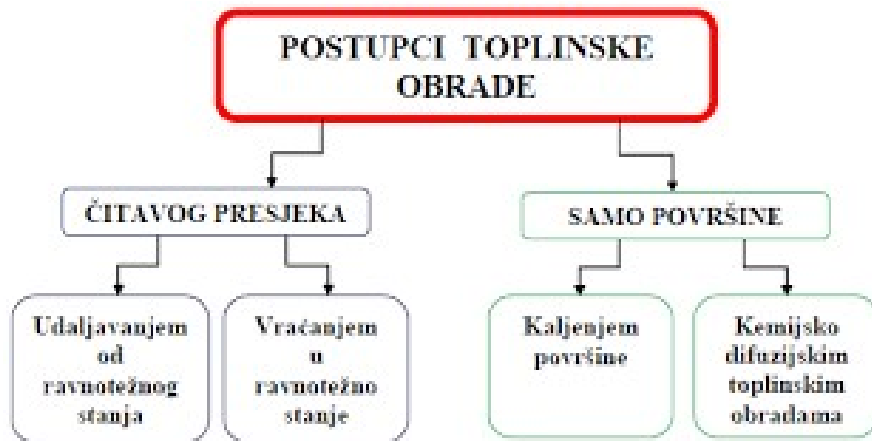 POSTUPCI TOPLINSKE
OBRADE
ČITAVOG PRESJEKA
SAMO POVRŠINE
Udaljavanjem
od
ravnotežnog
stanja
Vraćanjem
u
ravnotežno
stanje
Kaljenjem
površine
Kemijsko
difuzijskim
toplinskim
obradama